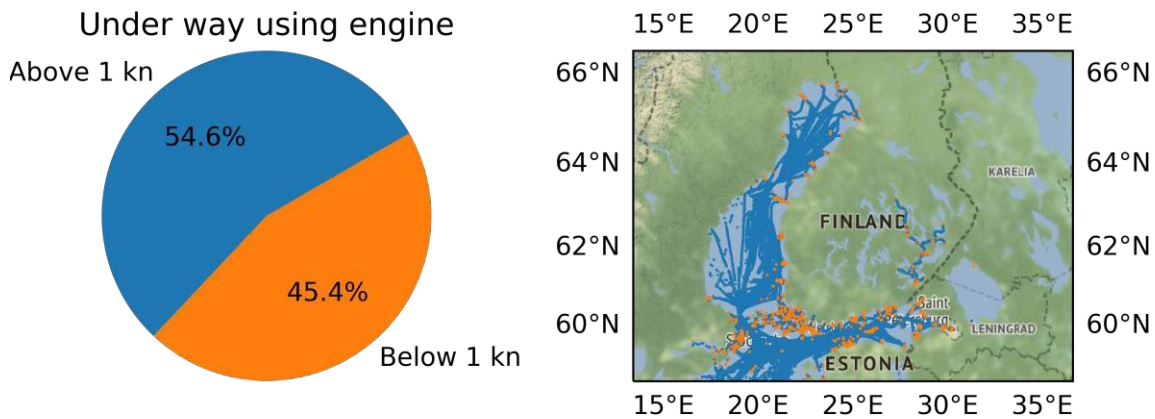 Under way using engine
Above 1 kn
54.6%
45.4%
Below 1 kn
15°E 20°E 25°E 30°E 35°E
66°N 66°N
64°N 64°N
KARELIA
FINLAND
62°N 62°N
Saint
60°N 60°N
LENINGRAD
ESTONIA
15°E 20°E 25°E 30°E 35°E